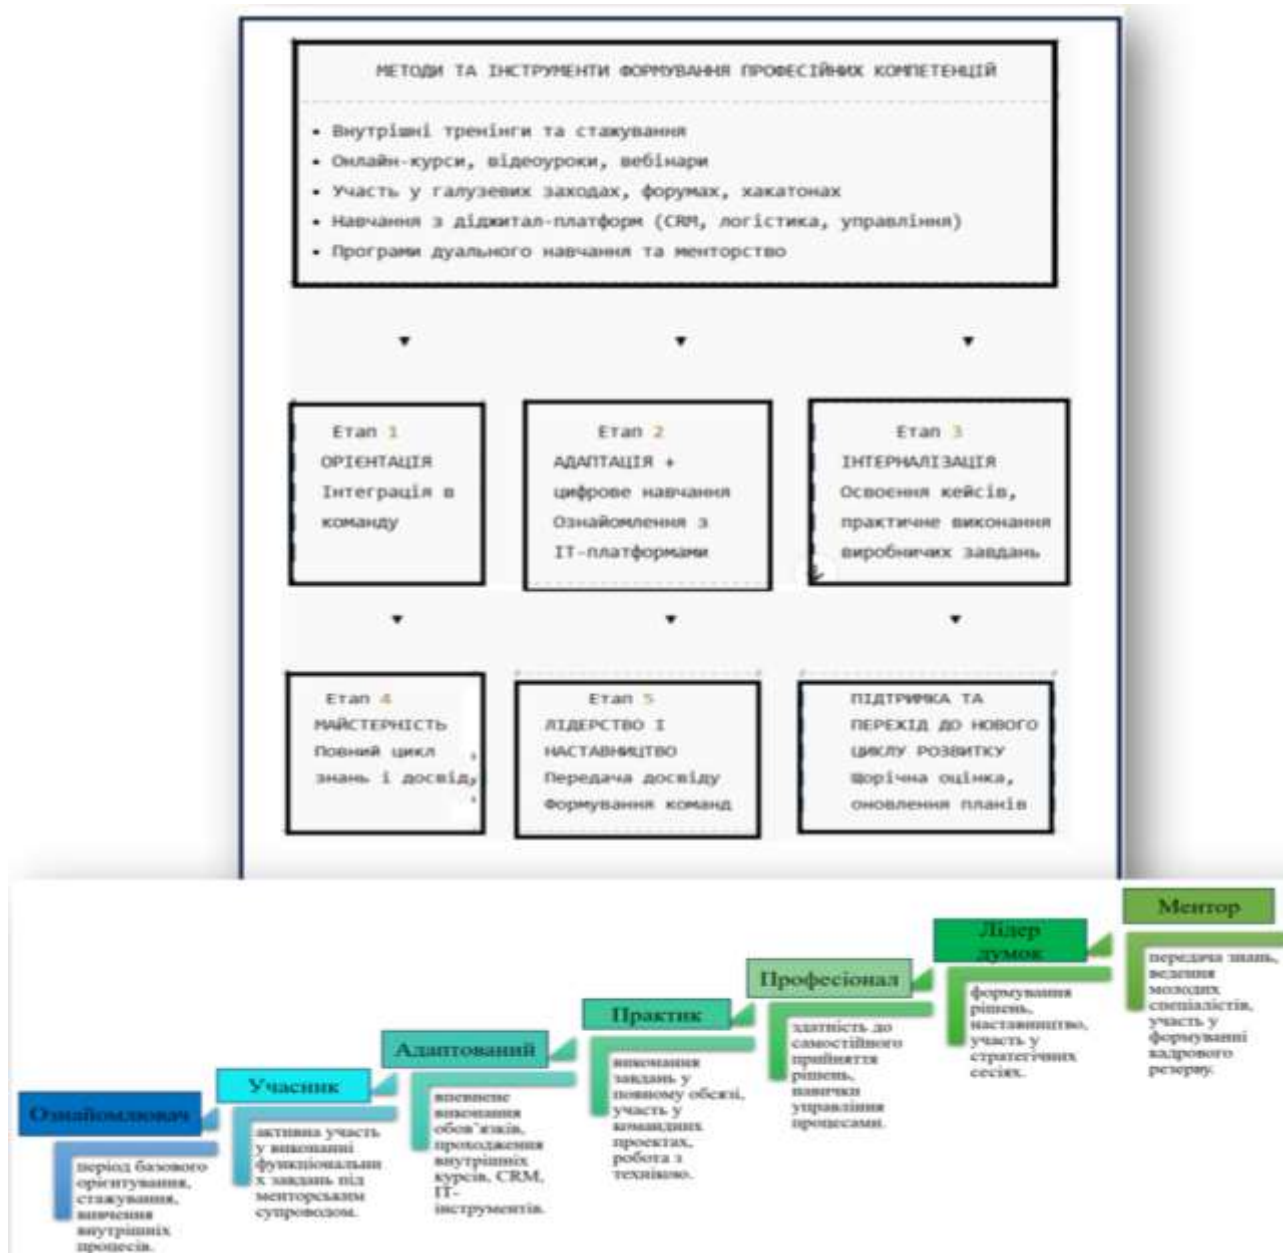 МЕТОДИ ТА ІНСТРУМЕНТИ ФОРМУВАННЯ ПРОФЕСІЙНИХ КОМПЕТЕНЦІЙ
• Внутрішні тренінги та стажування
• Онлайн-курси, відеоуроки, вебінари
• Участь у галузевих заходах, форумах, хакатонах
• Навчання з діджитал-платформ (CRM, логістика, управління)
• Програми дуального навчання та менторство
Етап 1
ОРІЄНТАЦІЯ
Інтеграція в
команду
Етап 2
АДАПТАЦІЯ +
цифрове навчання
Ознайомлення з
ІТ-платформами
Етап 3
ІНТЕРНАЛІЗАЦІЯ
Освоєння кейсів,
практичне виконання
виробничих завдань
Етап 4
МАЙСТЕРНІСТЬ
Повний цикл
знань і досвід,
Етап 5
ЛІДЕРСТВО І
НАСТАВНИЦТВО
Передача досвіду
Формування команд
ПІДТРИМКА ТА
ПЕРЕХІД ДО НОВОГО
ЦИКЛУ РОЗВИТКУ
Щорічна оцінка,
оновлення планів
Ознайомлювач
період базового
орієнтування,
стажування,
вивчення
внутрішніх
процесів.
Учасник
активна участь
у виконанні
функціональни
х завдань під
менторським
супроводом.
Адаптований
впевнене
виконання
обов’язків,
проходження
внутрішніх
курсів, CRM,
ІТ-
інструментів.
Практик
виконання
завдань у
повному обсязі,
участь у
командних
проектах,
робота з
технікою.
Професіонал
здатність до
самостійного
прийняття
рішень,
навички
управління
процесами.
Лідер
думок
формування
рішень,
наставництво,
участь у
стратегічних
сесіях.
Ментор
передача знань,
ведення
молодих
спеціалістів,
участь у
формуванні
кадрового
резерву.